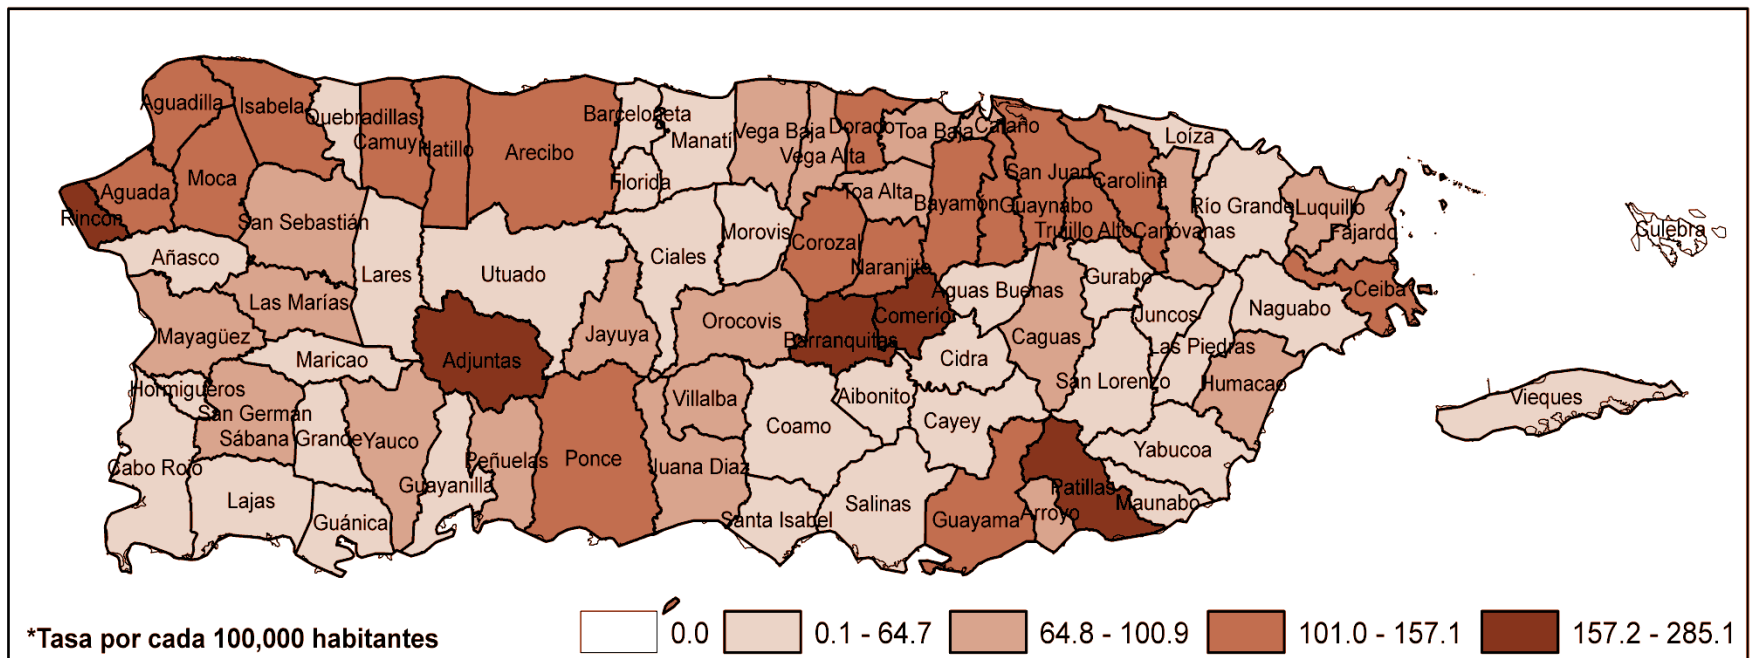 Aguadilla
Isabela
Quebradillas
Camuy
Hatillo
Arecibo
Barceloneta
Manatí
Vega Baja
Vega Alta
Dorado
Toa Baja
Cataño
Loíza
Rincón
Aguada
Moca
San Sebastián
Florida
Toa Alta
Bayamón
San Juan
Guaynabo
Carolina
Trujillo Alto
Canóvanas
Río Grande
Luquillo
Fajardo
Culebra
Añasco
Lares
Utuado
Ciales
Morovis
Corozal
Naranjito
Aguas Buenas
Gurabo
Ceiba
Las Marías
Mayagüez
Maricao
Adjuntas
Jayuya
Orocovis
Barranquitas
Comerío
Cidra
Caguas
Juncos
Las Piedras
Naguabo
Hormigueros
San Germán
Sábana Grande
Yauco
Villalba
Coamo
Aibonito
Cayey
San Lorenzo
Humacao
Vieques
Cabo Rojo
Lajas
Guánica
Guayanilla
Peñuelas
Ponce
Juana Diaz
Santa Isabel
Salinas
Guayama
Arroyo
Patillas
Maunabo
Yabucoa
*Tasa por cada 100,000 habitantes
0.0
0.1 - 64.7
64.8 - 100.9
101.0 - 157.1
157.2 - 285.1